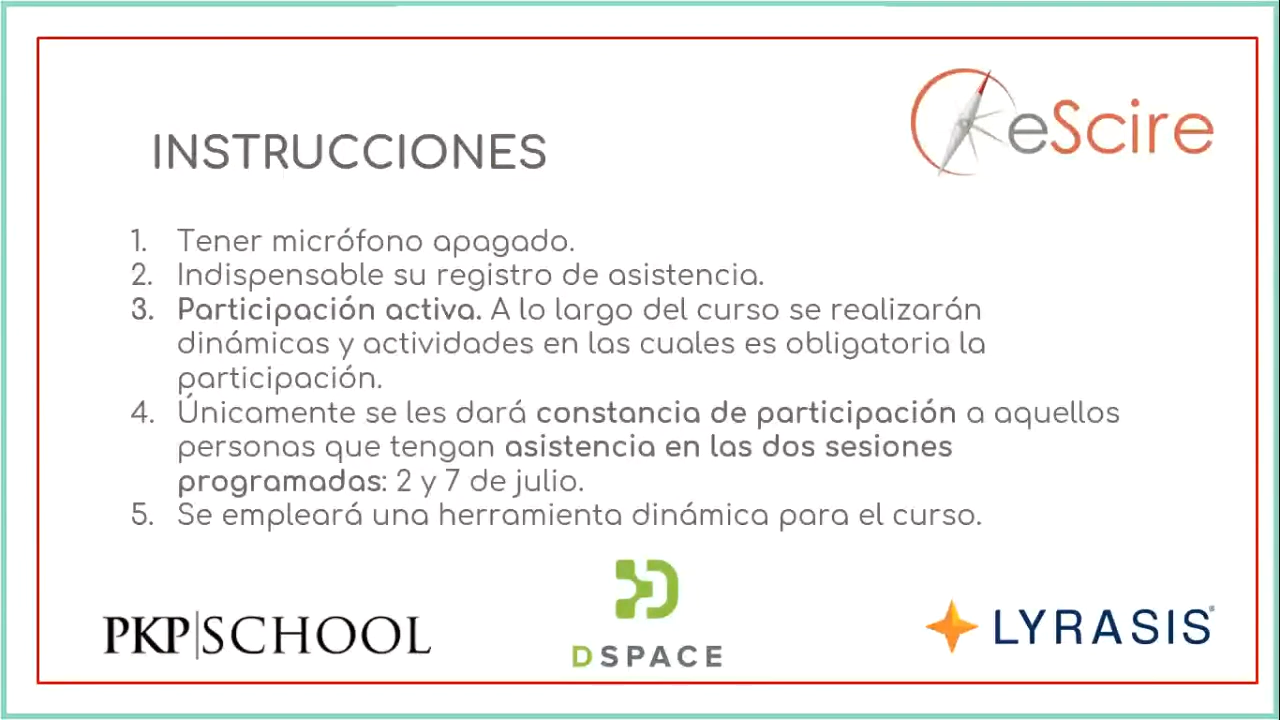 eScire
INSTRUCCIONES
1. Tener micrófono apagado.
2. Indispensable su registro de asistencia.
3. Participación activa. A lo largo del curso se realizarán
dinámicas y actividades en las cuales es obligatoria la
participación.
4. Únicamente se les dará constancia de participación a aquellos
personas que tengan asistencia en las dos sesiones
programadas: 2 y 7 de julio.
5. Se empleará una herramienta dinámica para el curso.
PKP|SCHOOL
DSPACE
LYRASIS